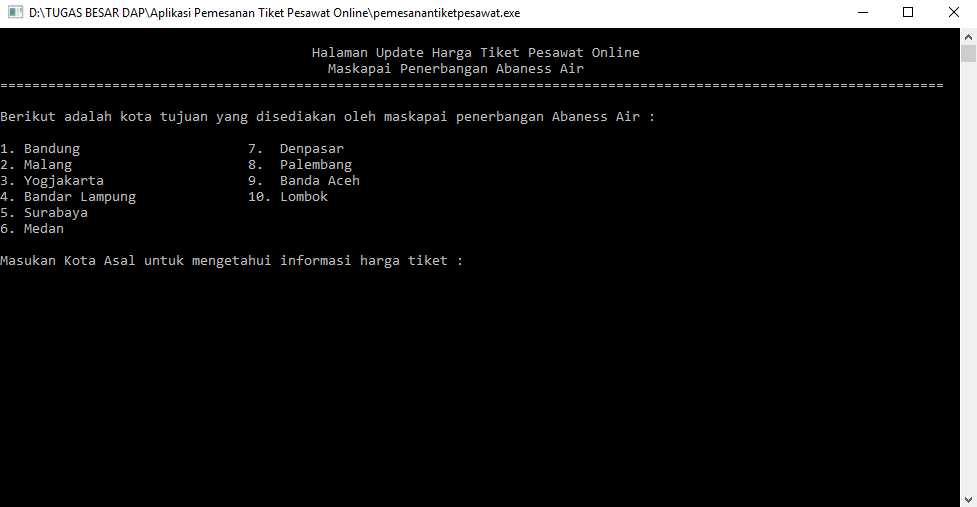 D:\TUGAS BESAR DAP\Aplikasi Pemesanan Tiket Pesawat Online\pemesanantiketpesawat.exe
Halaman Update Harga Tiket Pesawat Online
Maskapai Penerbangan Abaness Air
======================================================================================================================
Berikut adalah kota tujuan yang disediakan oleh maskapai penerbangan Abaness Air :
1. Bandung 7. Denpasar
2. Malang 8. Palembang
3. Yogjakarta 9. Banda Aceh
4. Bandar Lampung 10. Lombok
5. Surabaya
6. Medan
Masukan Kota Asal untuk mengetahui informasi harga tiket :